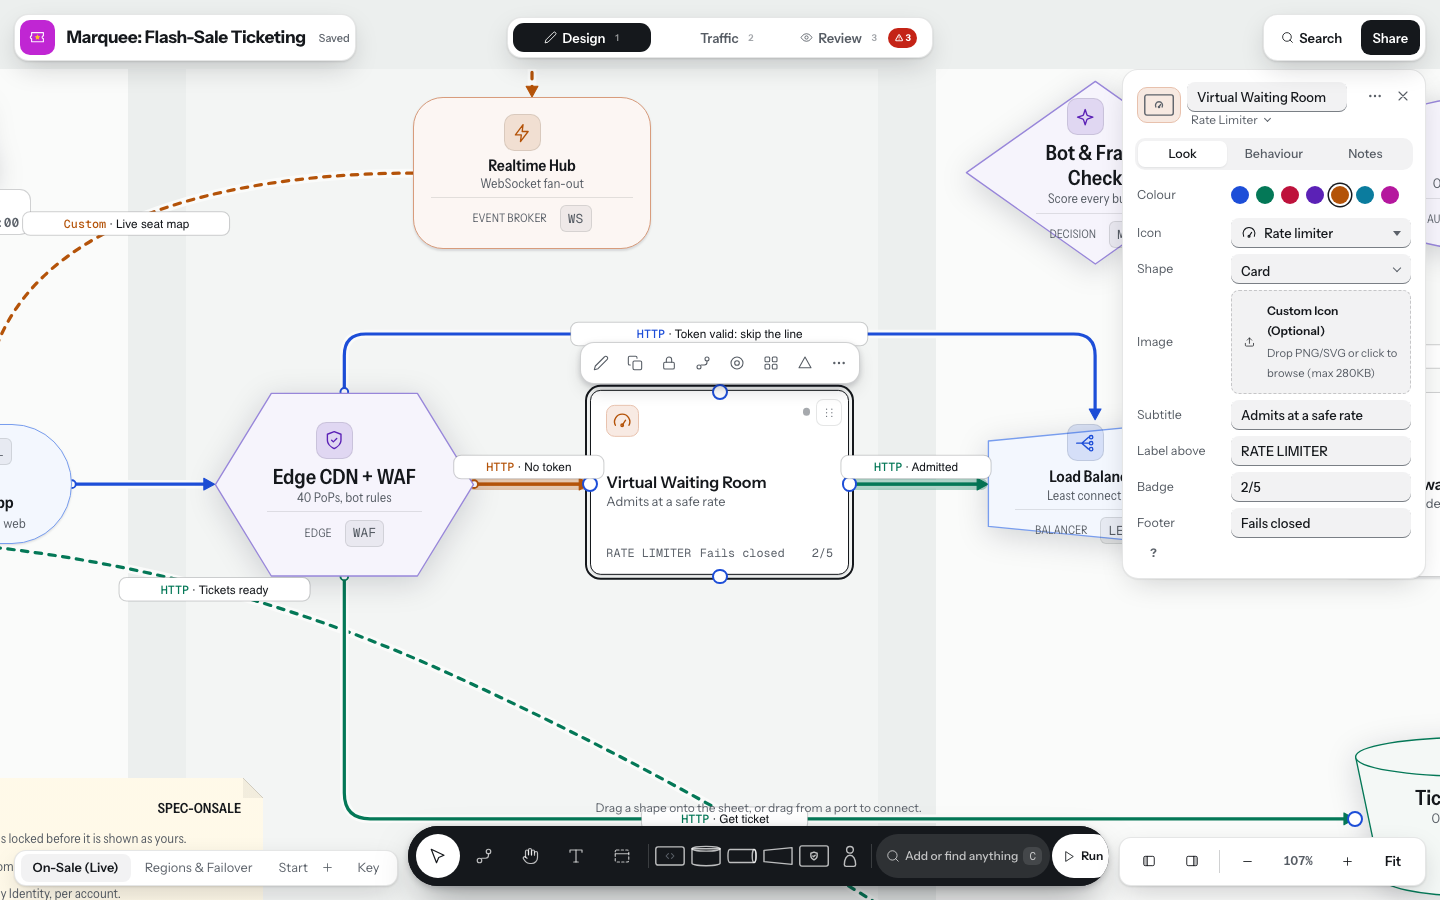 Marquee: Flash-Sale Ticketing Saved
Design 1
Traffic 2
Review 3
3
Search
Share
Realtime Hub
WebSocket fan-out
EVENT BROKER WS
:00
Custom · Live seat map
Bot & Fra
Check
Score every bu
DECISION
HTTP · Token valid: skip the line
Edge CDN + WAF
40 PoPs, bot rules
EDGE WAF
HTTP · No token
Virtual Waiting Room
Admits at a safe rate
RATE LIMITER Fails closed 2/5
HTTP · Admitted
Load Balanc
Least connect
BALANCER LE
web
HTTP · Tickets ready
Virtual Waiting Room
Rate Limiter
Look
Behaviour
Notes
Colour
Icon
Rate limiter
Shape
Card
Image
Custom Icon
(Optional)
Drop PNG/SVG or click to
browse (max 280KB)
Subtitle
Admits at a safe rate
Label above
RATE LIMITER
Badge
2/5
Footer
Fails closed
?
AU
Tic
SPEC-ONSALE
s locked before it is shown as yours.
y Identity, per account.
Drag a shape onto the sheet, or drag from a port to connect.
HTTP · Get ticket
On-Sale (Live)
Regions & Failover
Start
+
Key
Add or find anything C
Run
107%
Fit